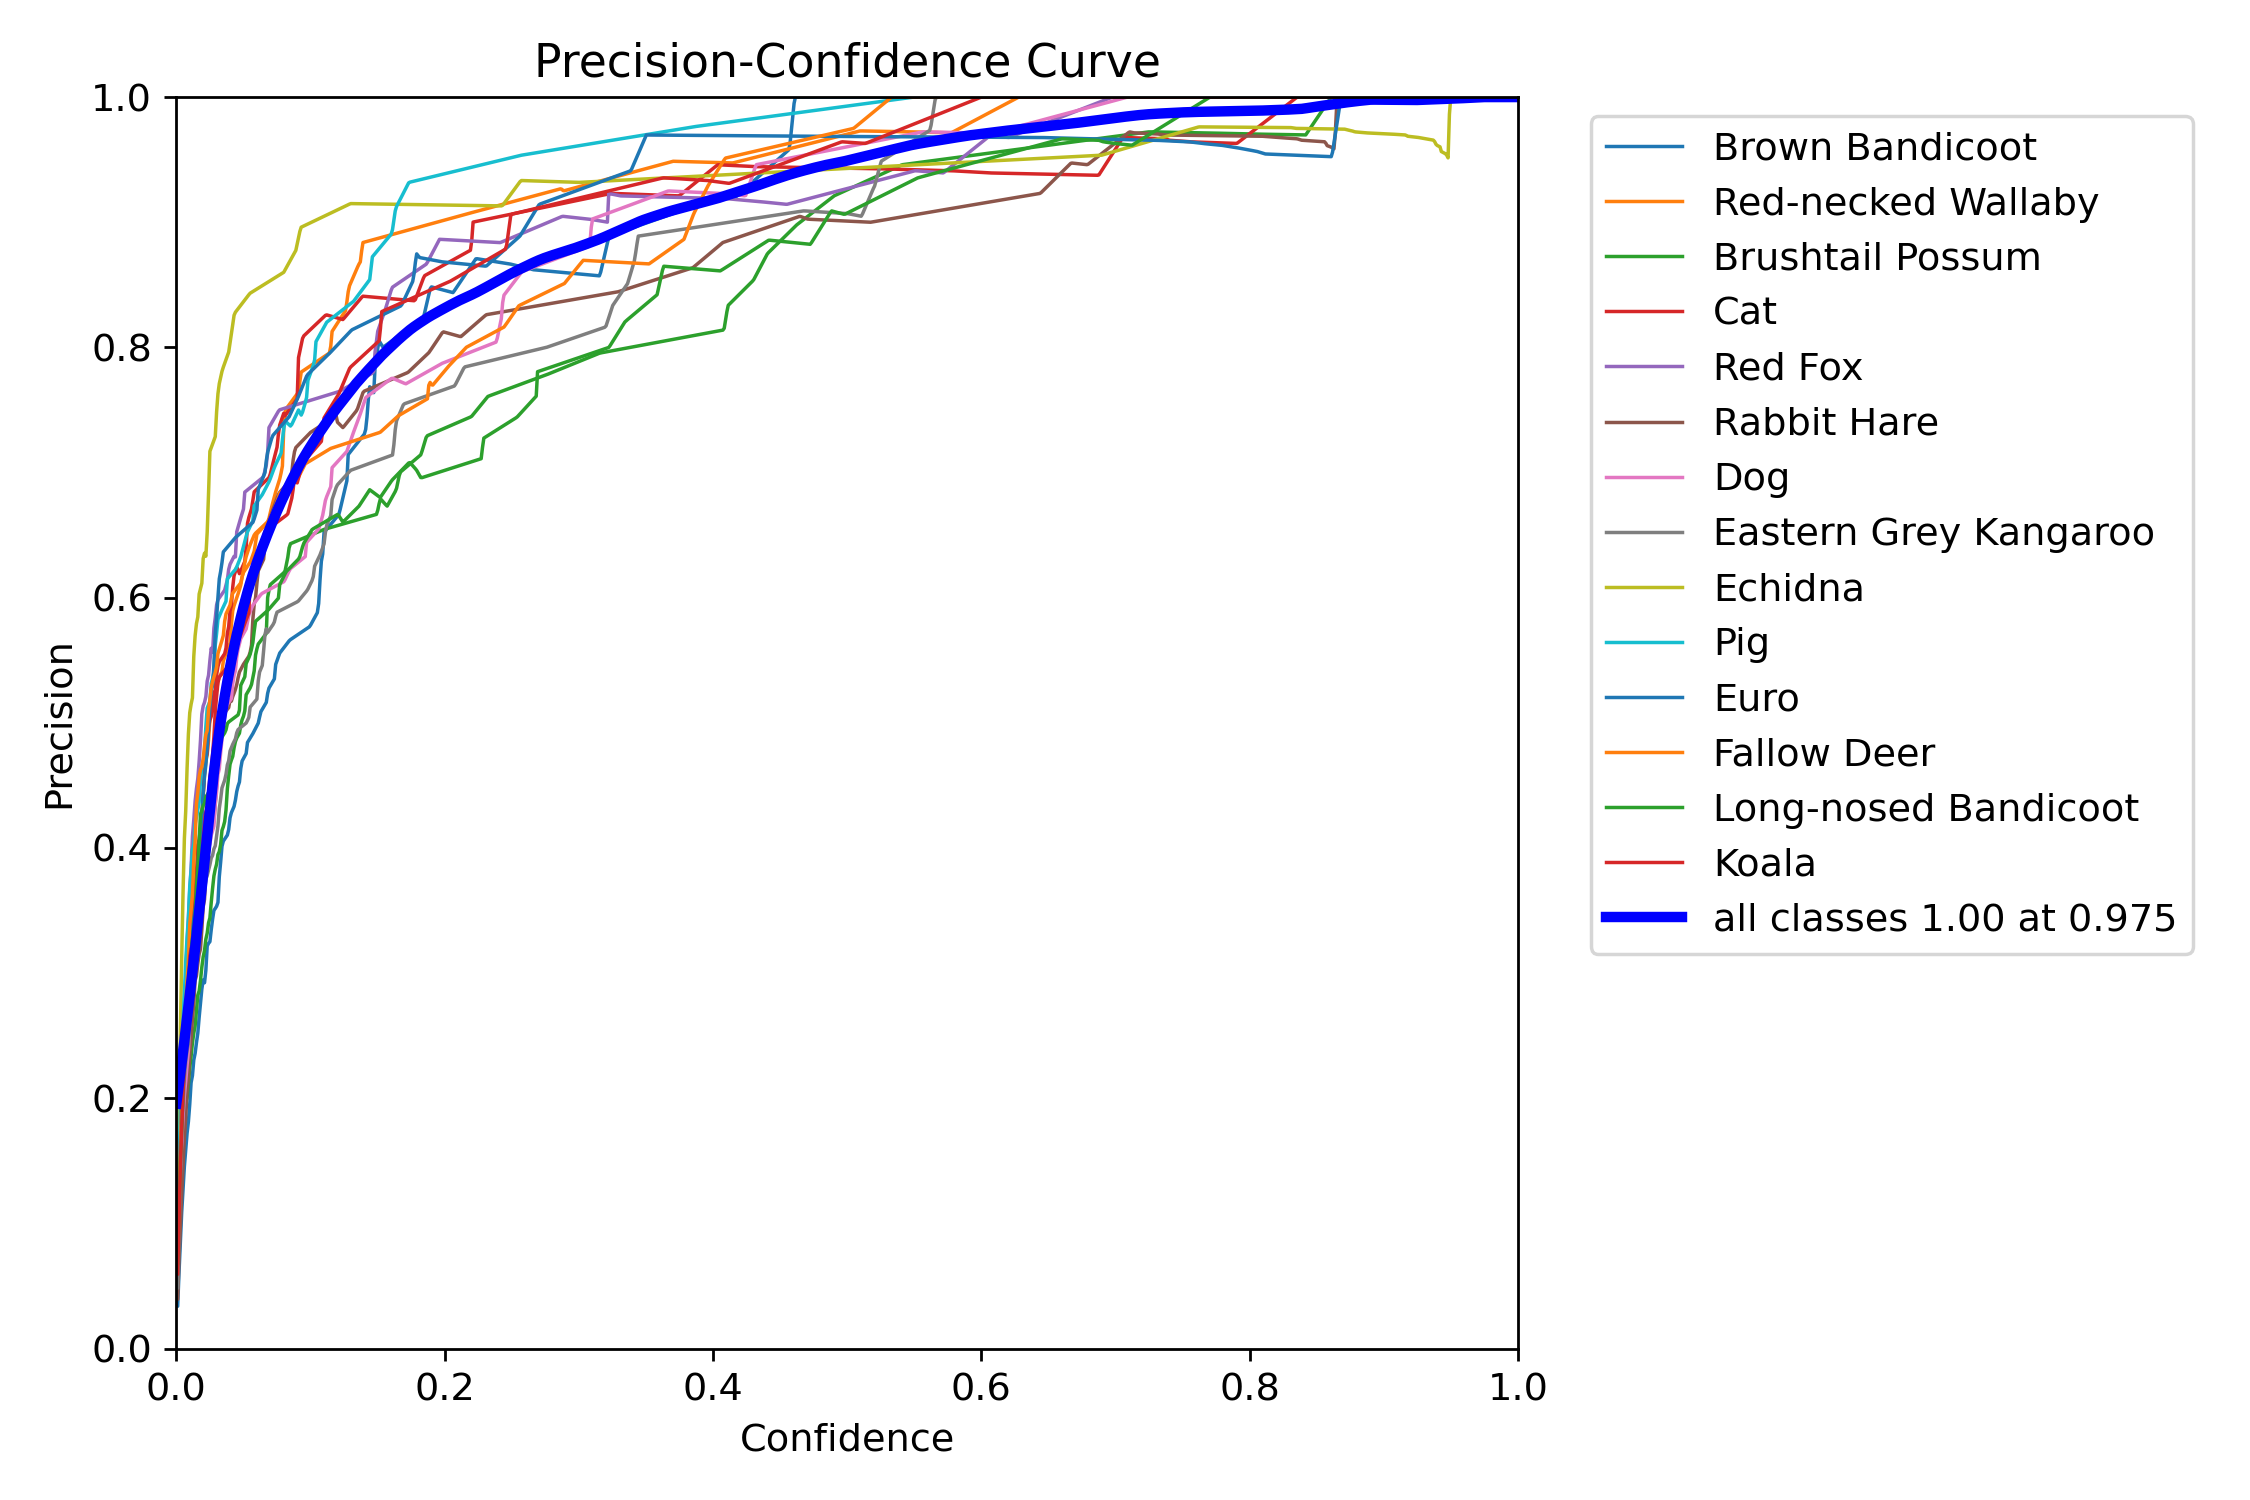 Precision-Confidence Curve
1.0
0.8
0.6
0.4
0.2
0.0
Precision
0.0 0.2 0.4 0.6 0.8 1.0
Confidence
Brown Bandicoot
Red-necked Wallaby
Brushtail Possum
Cat
Red Fox
Rabbit Hare
Dog
Eastern Grey Kangaroo
Echidna
Pig
Euro
Fallow Deer
Long-nosed Bandicoot
Koala
all classes 1.00 at 0.975